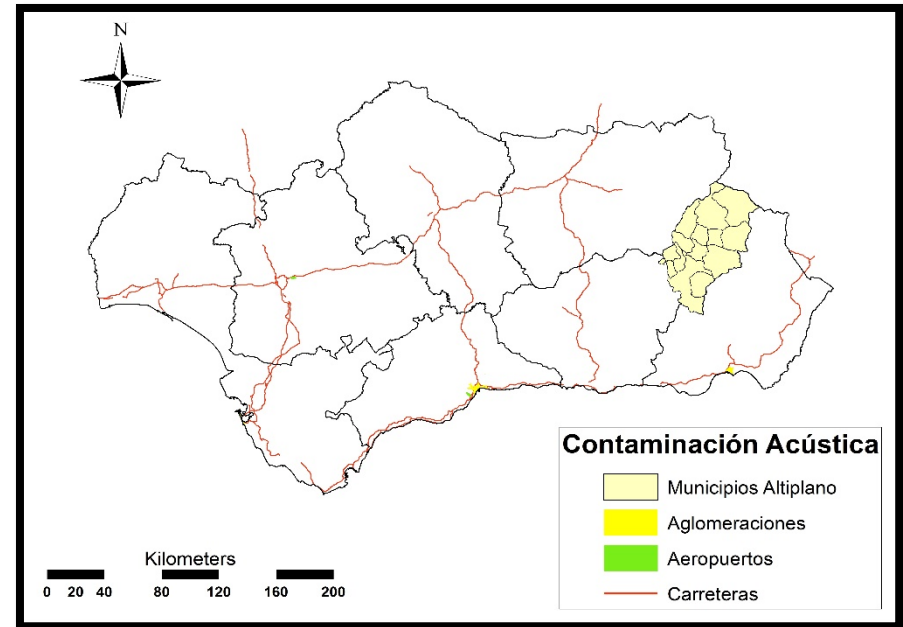 N
Contaminación Acústica
Municipios Altiplano
Aglomeraciones
Aeropuertos
Carreteras
Kilometers
0 20 40 80 120 160 200